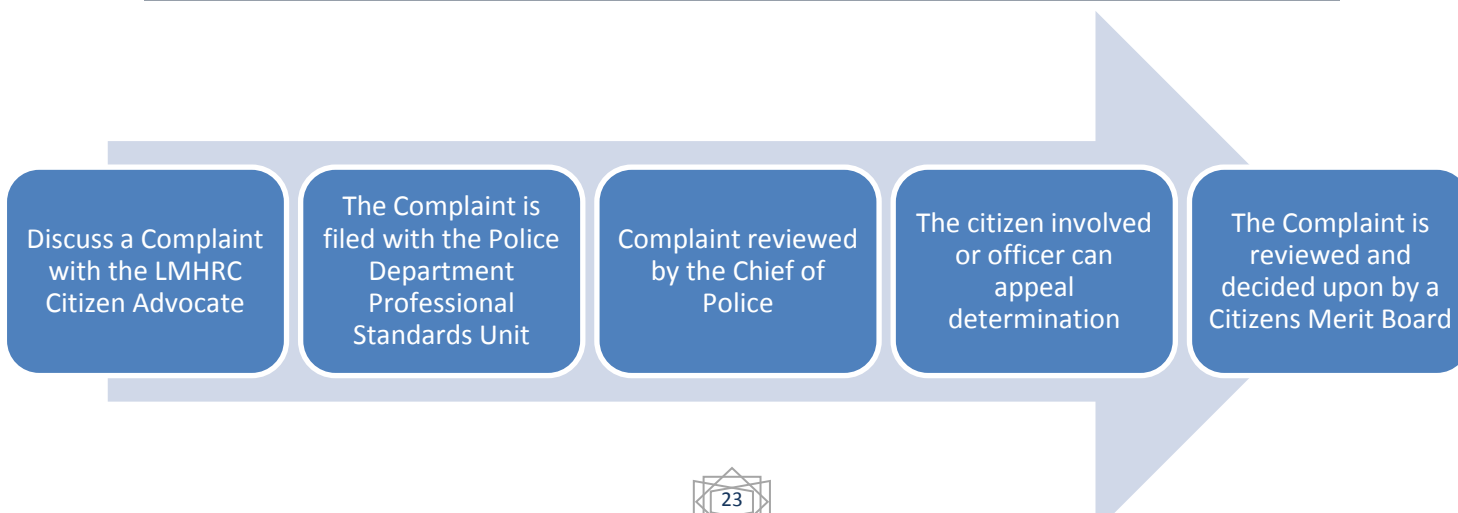 Discuss a Complaint
with the LMHRC
Citizen Advocate
The Complaint is
filed with the Police
Department
Professional
Standards Unit
Complaint reviewed
by the Chief of
Police
The citizen involved
or officer can
appeal
determination
The Complaint is
reviewed and
decided upon by a
Citizens Merit Board
23